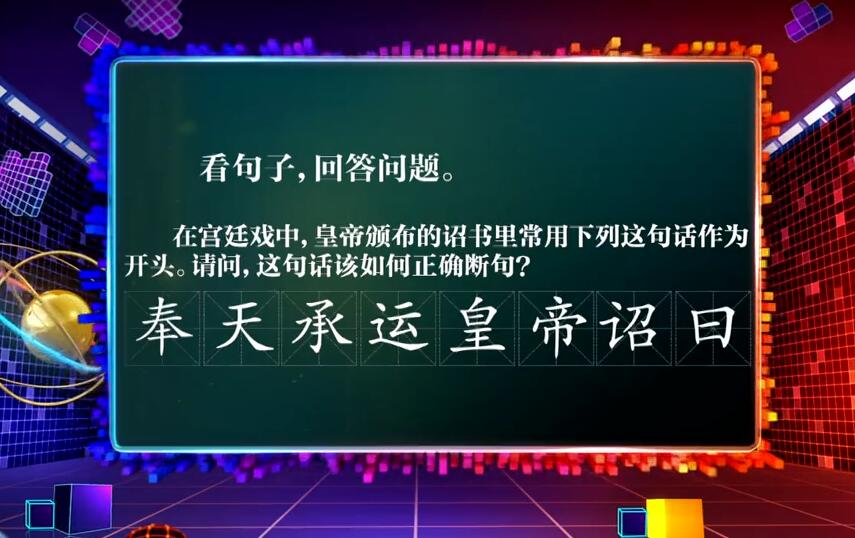 看句子,回答问题。
在宫廷戏中,皇帝颁布的诏书里常用下列这句话作为
开头。请问,这句话该如何正确断句?
奉天承运皇帝诏曰